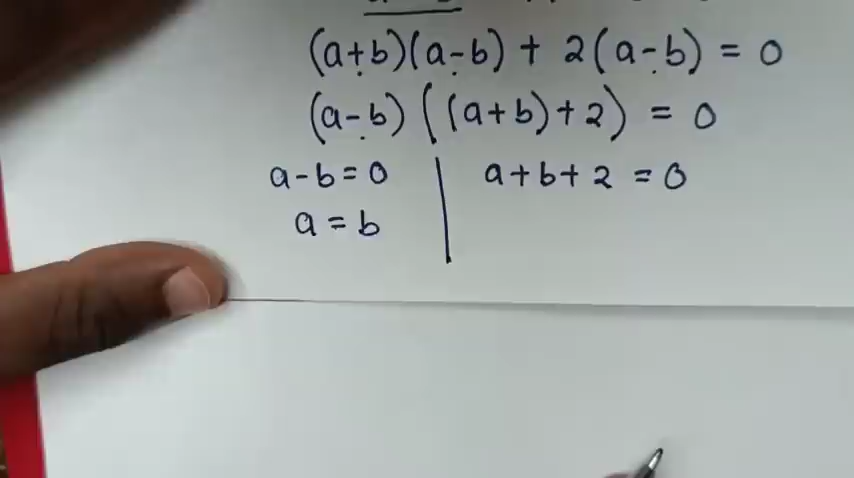 (a+b)(a-b) + 2(a-b) = 0
(a-b)((a+b)+2) = 0
a-b=0 | a+b+2 = 0
a = b